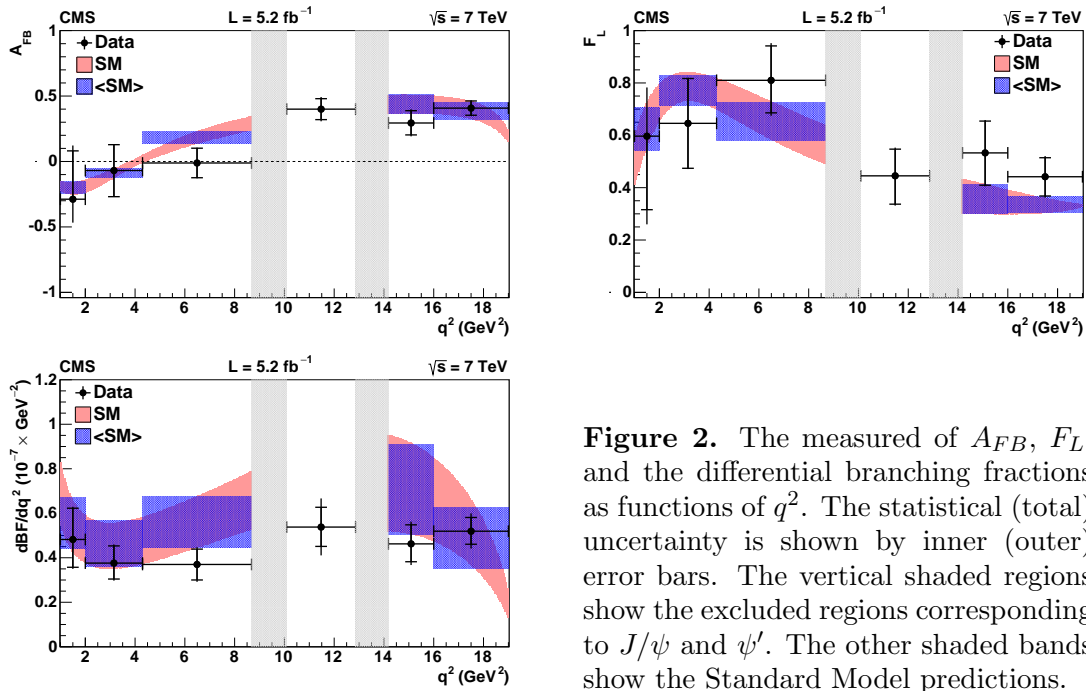 CMS L = 5.2 fb⁻¹ √s = 7 TeV
A_FB
1
0.5
0
-0.5
-1
Data
SM
<SM>
2 4 6 8 10 12 14 16 18
q² (GeV²)
CMS L = 5.2 fb⁻¹ √s = 7 TeV
F_L
1
0.8
0.6
0.4
0.2
0
Data
SM
<SM>
2 4 6 8 10 12 14 16 18
q² (GeV²)
CMS L = 5.2 fb⁻¹ √s = 7 TeV
dBF/dq² (10⁻⁷ × GeV⁻²)
1.2
1
0.8
0.6
0.4
0.2
0
Data
SM
<SM>
2 4 6 8 10 12 14 16 18
q² (GeV²)
Figure 2. The measured of A_FB, F_L
and the differential branching fractions
as functions of q². The statistical (total)
uncertainty is shown by inner (outer)
error bars. The vertical shaded regions
show the excluded regions corresponding
to J/ψ and ψ′. The other shaded bands
show the Standard Model predictions.